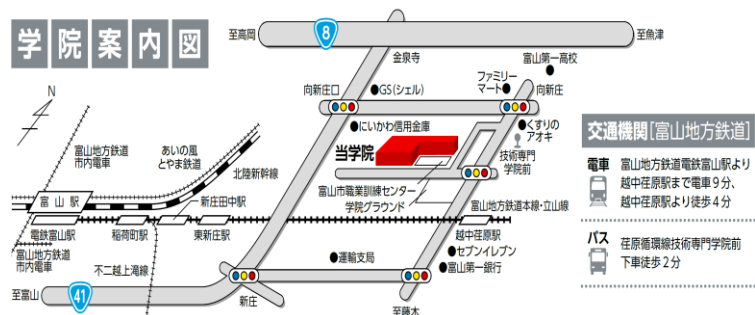 学院案内図
至高岡
8
至魚津
金泉寺
富山第一高校
向新庄口
GS(シェル)
ファミリー
マート
向新庄
N
にいかわ信用金庫
くすりの
アオキ
当学院
技術専門
学院前
富山地方鉄道
市内電車
あいの風
とやま鉄道
北陸新幹線
富山市職業訓練センター
学院グラウンド
富山駅
新庄田中駅
富山地方鉄道本線・立山線
電鉄富山駅
稲荷町駅
東新庄駅
越中荏原駅
富山地方鉄道
市内電車
不二越上滝線
運輸支局
セブンイレブン
富山第一銀行
至富山
41
新庄
至藤木
交通機関[富山地方鉄道]
電車
富山地方鉄道電鉄富山駅より
越中荏原駅まで電車9分、
越中荏原駅より徒歩4分
バス
荏原循環線技術専門学院前
下車徒歩2分